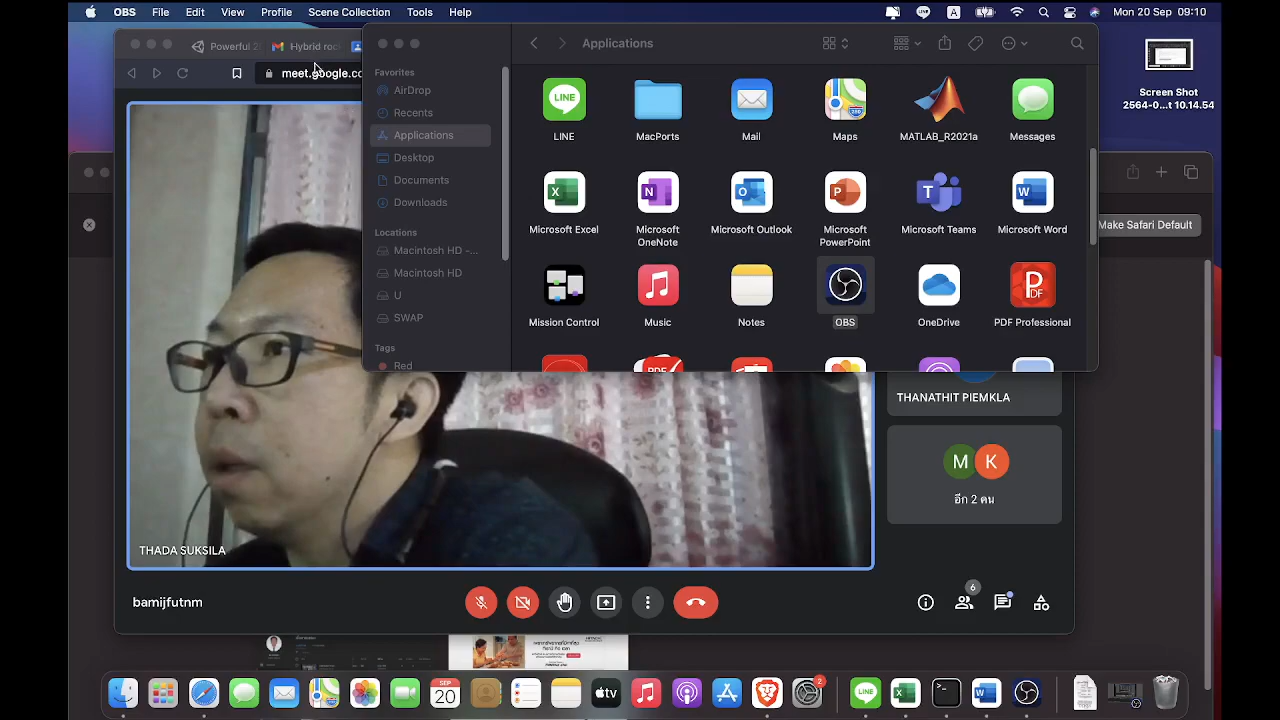 OBS File Edit View Profile Scene Collection Tools Help
A
Mon 20 Sep 09:10
Powerful 2
Hybrid roc
meet.google.co
Favorites
AirDrop
Recents
Applications
Desktop
Documents
Downloads
Locations
Macintosh HD -...
Macintosh HD
U
SWAP
Tags
Red
Applications
LINE
LINE
MacPorts
Mail
Maps
MATLAB_R2021a
Messages
Microsoft Excel
Microsoft OneNote
Microsoft Outlook
Microsoft PowerPoint
Microsoft Teams
Microsoft Word
Mission Control
Music
Notes
OBS
OneDrive
PDF Professional
Screen Shot
2564-0...t 10.14.54
Make Safari Default
THANATHIT PIEMKLA
M K
อีก 2 คน
THADA SUKSILA
bamijfutnm
6
SEP
20
tv
2
LINE